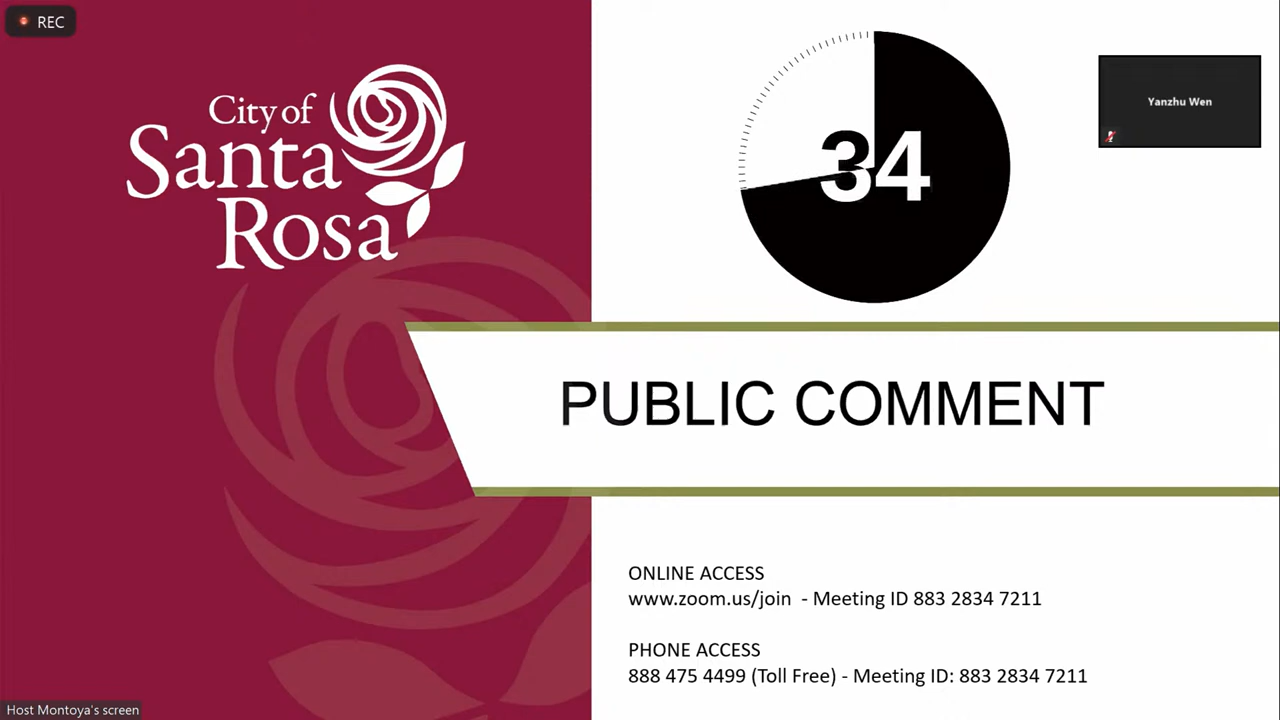 REC
City of
Santa
Rosa
34
Yanzhu Wen
PUBLIC COMMENT
ONLINE ACCESS
www.zoom.us/join - Meeting ID 883 2834 7211
PHONE ACCESS
888 475 4499 (Toll Free) - Meeting ID: 883 2834 7211
Host Montoya's screen